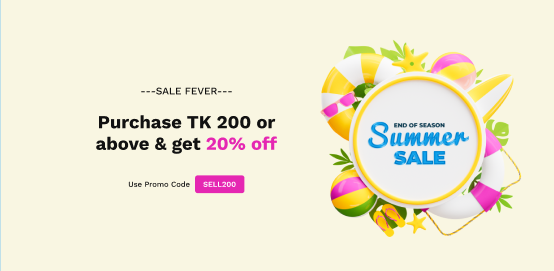 ---SALE FEVER---
Purchase TK 200 or
above & get 20% off
Use Promo Code SELL200
END OF SEASON
Summer
SALE